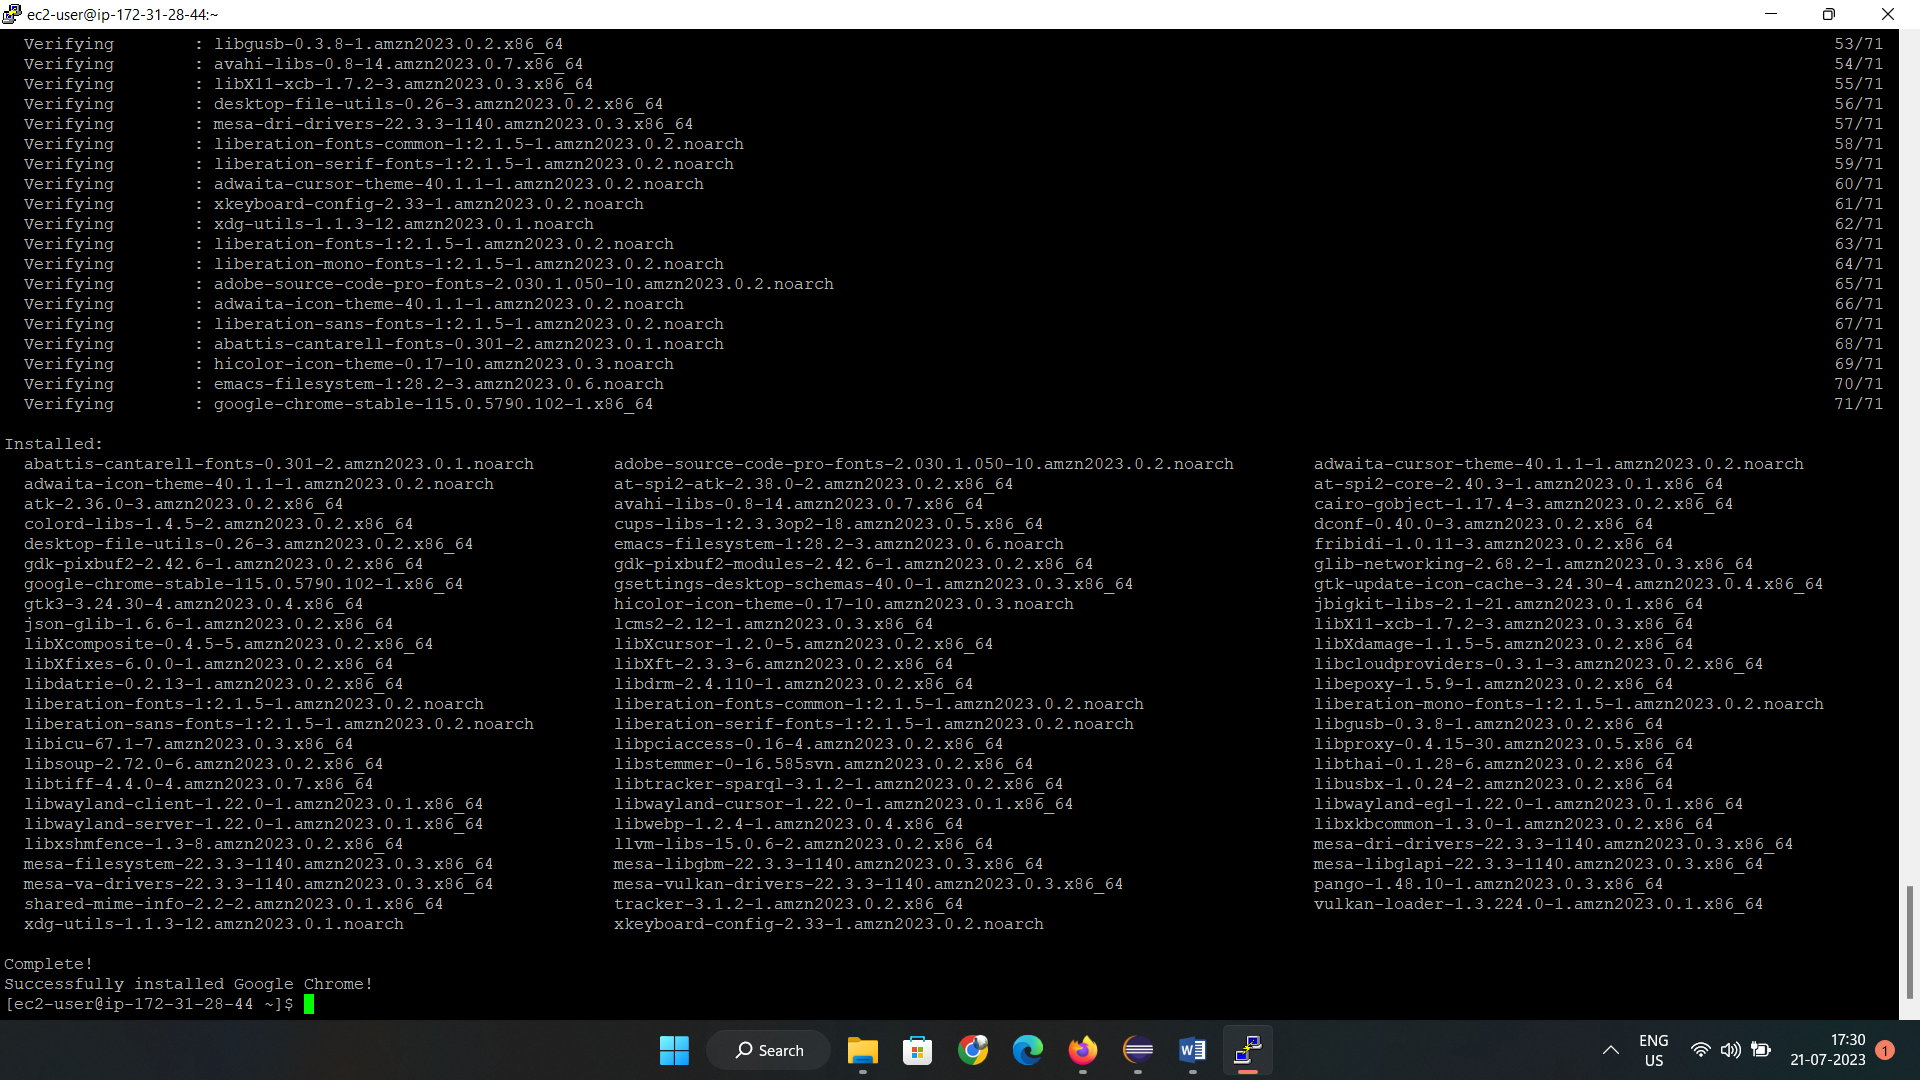 ec2-user@ip-172-31-28-44:~
Verifying : libgusb-0.3.8-1.amzn2023.0.2.x86_64 53/71
Verifying : avahi-libs-0.8-14.amzn2023.0.7.x86_64 54/71
Verifying : libX11-xcb-1.7.2-3.amzn2023.0.3.x86_64 55/71
Verifying : desktop-file-utils-0.26-3.amzn2023.0.2.x86_64 56/71
Verifying : mesa-dri-drivers-22.3.3-1140.amzn2023.0.3.x86_64 57/71
Verifying : liberation-fonts-common-1:2.1.5-1.amzn2023.0.2.noarch 58/71
Verifying : liberation-serif-fonts-1:2.1.5-1.amzn2023.0.2.noarch 59/71
Verifying : adwaita-cursor-theme-40.1.1-1.amzn2023.0.2.noarch 60/71
Verifying : xkeyboard-config-2.33-1.amzn2023.0.2.noarch 61/71
Verifying : xdg-utils-1.1.3-12.amzn2023.0.1.noarch 62/71
Verifying : liberation-fonts-1:2.1.5-1.amzn2023.0.2.noarch 63/71
Verifying : liberation-mono-fonts-1:2.1.5-1.amzn2023.0.2.noarch 64/71
Verifying : adobe-source-code-pro-fonts-2.030.1.050-10.amzn2023.0.2.noarch 65/71
Verifying : adwaita-icon-theme-40.1.1-1.amzn2023.0.2.noarch 66/71
Verifying : liberation-sans-fonts-1:2.1.5-1.amzn2023.0.2.noarch 67/71
Verifying : abattis-cantarell-fonts-0.301-2.amzn2023.0.1.noarch 68/71
Verifying : hicolor-icon-theme-0.17-10.amzn2023.0.3.noarch 69/71
Verifying : emacs-filesystem-1:28.2-3.amzn2023.0.6.noarch 70/71
Verifying : google-chrome-stable-115.0.5790.102-1.x86_64 71/71
Installed:
abattis-cantarell-fonts-0.301-2.amzn2023.0.1.noarch adobe-source-code-pro-fonts-2.030.1.050-10.amzn2023.0.2.noarch adwaita-cursor-theme-40.1.1-1.amzn2023.0.2.noarch
adwaita-icon-theme-40.1.1-1.amzn2023.0.2.noarch at-spi2-atk-2.38.0-2.amzn2023.0.2.x86_64 at-spi2-core-2.40.3-1.amzn2023.0.1.x86_64
atk-2.36.0-3.amzn2023.0.2.x86_64 avahi-libs-0.8-14.amzn2023.0.7.x86_64 cairo-gobject-1.17.4-3.amzn2023.0.2.x86_64
colord-libs-1.4.5-2.amzn2023.0.2.x86_64 cups-libs-1:2.3.3op2-18.amzn2023.0.5.x86_64 dconf-0.40.0-3.amzn2023.0.2.x86_64
desktop-file-utils-0.26-3.amzn2023.0.2.x86_64 emacs-filesystem-1:28.2-3.amzn2023.0.6.noarch fribidi-1.0.11-3.amzn2023.0.2.x86_64
gdk-pixbuf2-2.42.6-1.amzn2023.0.2.x86_64 gdk-pixbuf2-modules-2.42.6-1.amzn2023.0.2.x86_64 glib-networking-2.68.2-1.amzn2023.0.3.x86_64
google-chrome-stable-115.0.5790.102-1.x86_64 gsettings-desktop-schemas-40.0-1.amzn2023.0.3.x86_64 gtk-update-icon-cache-3.24.30-4.amzn2023.0.4.x86_64
gtk3-3.24.30-4.amzn2023.0.4.x86_64 hicolor-icon-theme-0.17-10.amzn2023.0.3.noarch jbigkit-libs-2.1-21.amzn2023.0.1.x86_64
json-glib-1.6.6-1.amzn2023.0.2.x86_64 lcms2-2.12-1.amzn2023.0.3.x86_64 libX11-xcb-1.7.2-3.amzn2023.0.3.x86_64
libXcomposite-0.4.5-5.amzn2023.0.2.x86_64 libXcursor-1.2.0-5.amzn2023.0.2.x86_64 libXdamage-1.1.5-5.amzn2023.0.2.x86_64
libXfixes-6.0.0-1.amzn2023.0.2.x86_64 libXft-2.3.3-6.amzn2023.0.2.x86_64 libcloudproviders-0.3.1-3.amzn2023.0.2.x86_64
libdatrie-0.2.13-1.amzn2023.0.2.x86_64 libdrm-2.4.110-1.amzn2023.0.2.x86_64 libepoxy-1.5.9-1.amzn2023.0.2.x86_64
liberation-fonts-1:2.1.5-1.amzn2023.0.2.noarch liberation-fonts-common-1:2.1.5-1.amzn2023.0.2.noarch liberation-mono-fonts-1:2.1.5-1.amzn2023.0.2.noarch
liberation-sans-fonts-1:2.1.5-1.amzn2023.0.2.noarch liberation-serif-fonts-1:2.1.5-1.amzn2023.0.2.noarch libgusb-0.3.8-1.amzn2023.0.2.x86_64
libicu-67.1-7.amzn2023.0.3.x86_64 libpciaccess-0.16-4.amzn2023.0.2.x86_64 libproxy-0.4.15-30.amzn2023.0.5.x86_64
libsoup-2.72.0-6.amzn2023.0.2.x86_64 libstemmer-0-16.585svn.amzn2023.0.2.x86_64 libthai-0.1.28-6.amzn2023.0.2.x86_64
libtiff-4.4.0-4.amzn2023.0.7.x86_64 libtracker-sparql-3.1.2-1.amzn2023.0.2.x86_64 libusbx-1.0.24-2.amzn2023.0.2.x86_64
libwayland-client-1.22.0-1.amzn2023.0.1.x86_64 libwayland-cursor-1.22.0-1.amzn2023.0.1.x86_64 libwayland-egl-1.22.0-1.amzn2023.0.1.x86_64
libwayland-server-1.22.0-1.amzn2023.0.1.x86_64 libwebp-1.2.4-1.amzn2023.0.4.x86_64 libxkbcommon-1.3.0-1.amzn2023.0.2.x86_64
libxshmfence-1.3-8.amzn2023.0.2.x86_64 llvm-libs-15.0.6-2.amzn2023.0.2.x86_64 mesa-dri-drivers-22.3.3-1140.amzn2023.0.3.x86_64
mesa-filesystem-22.3.3-1140.amzn2023.0.3.x86_64 mesa-libgbm-22.3.3-1140.amzn2023.0.3.x86_64 mesa-libglapi-22.3.3-1140.amzn2023.0.3.x86_64
mesa-va-drivers-22.3.3-1140.amzn2023.0.3.x86_64 mesa-vulkan-drivers-22.3.3-1140.amzn2023.0.3.x86_64 pango-1.48.10-1.amzn2023.0.3.x86_64
shared-mime-info-2.2-2.amzn2023.0.1.x86_64 tracker-3.1.2-1.amzn2023.0.2.x86_64 vulkan-loader-1.3.224.0-1.amzn2023.0.1.x86_64
xdg-utils-1.1.3-12.amzn2023.0.1.noarch xkeyboard-config-2.33-1.amzn2023.0.2.noarch
Complete!
Successfully installed Google Chrome!
[ec2-user@ip-172-31-28-44 ~]$
Search
W
ENG
US
17:30
21-07-2023
1